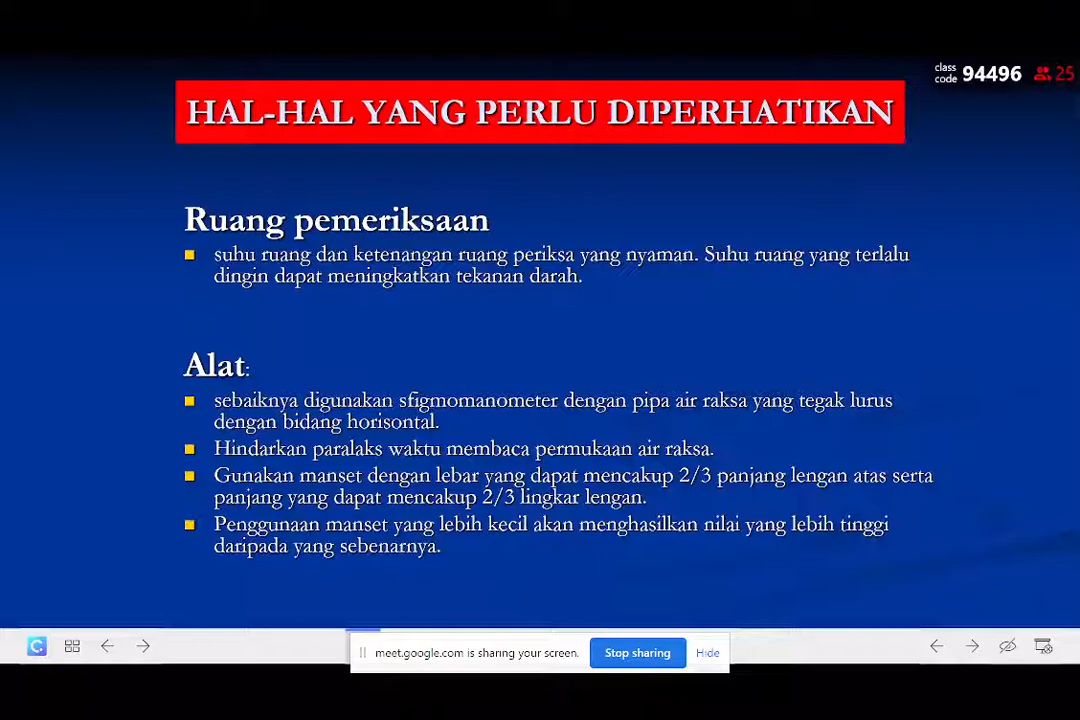 class
code 94496 25
HAL-HAL YANG PERLU DIPERHATIKAN
Ruang pemeriksaan
suhu ruang dan ketenangan ruang periksa yang nyaman. Suhu ruang yang terlalu
dingin dapat meningkatkan tekanan darah.
Alat:
sebaiknya digunakan sfigmomanometer dengan pipa air raksa yang tegak lurus
dengan bidang horisontal.
Hindarkan paralaks waktu membaca permukaan air raksa.
Gunakan manset dengan lebar yang dapat mencakup 2/3 panjang lengan atas serta
panjang yang dapat mencakup 2/3 lingkar lengan.
Penggunaan manset yang lebih kecil akan menghasilkan nilai yang lebih tinggi
daripada yang sebenarnya.
meet.google.com is sharing your screen. Stop sharing Hide